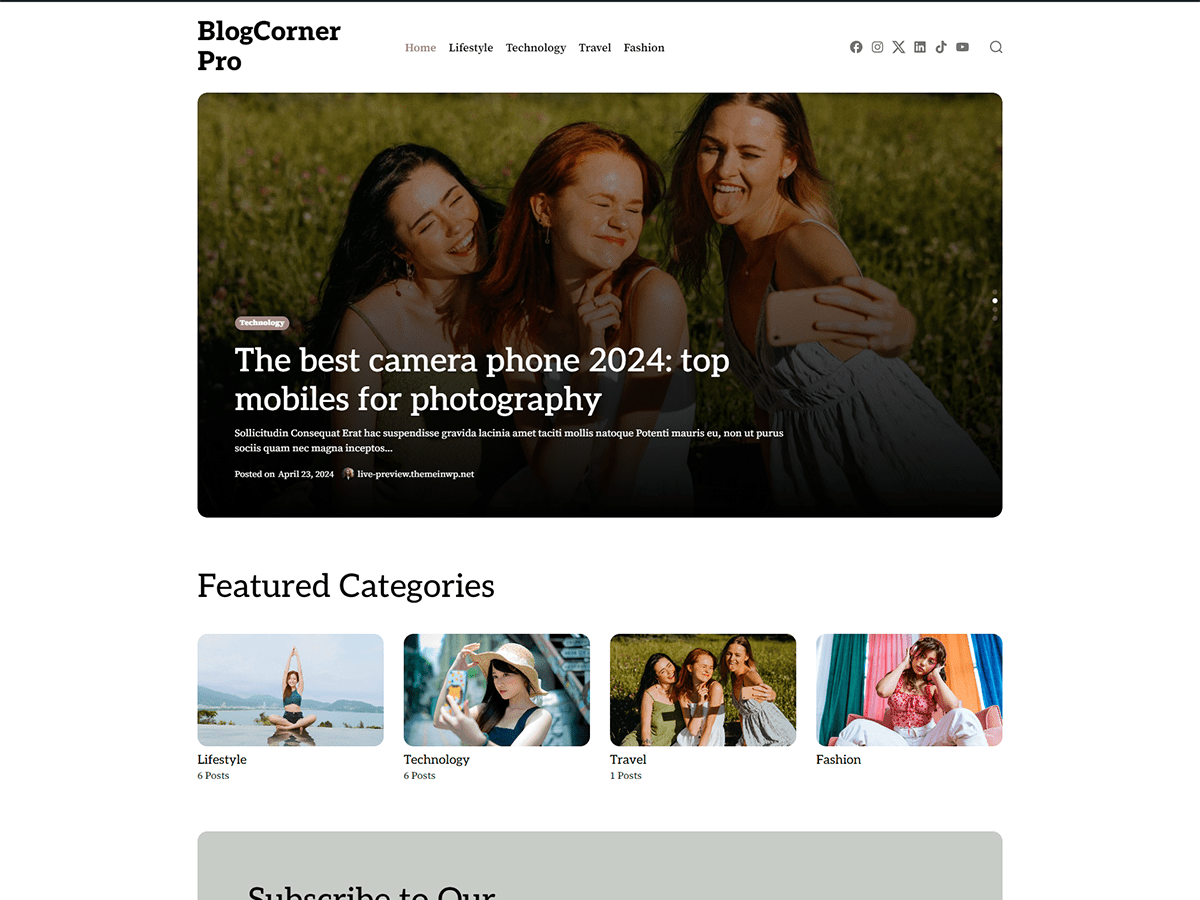 BlogCorner
Pro
Home Lifestyle Technology Travel Fashion
Technology
The best camera phone 2024: top
mobiles for photography
Sollicitudin Consequat Erat hac suspendisse gravida lacinia amet taciti mollis natoque Potenti mauris eu, non ut purus
sociis quam nec magna inceptos...
Posted on April 23, 2024 live-preview.themeinwp.net
Featured Categories
Lifestyle
6 Posts
Technology
6 Posts
Travel
1 Posts
Fashion
Subscribe to Our